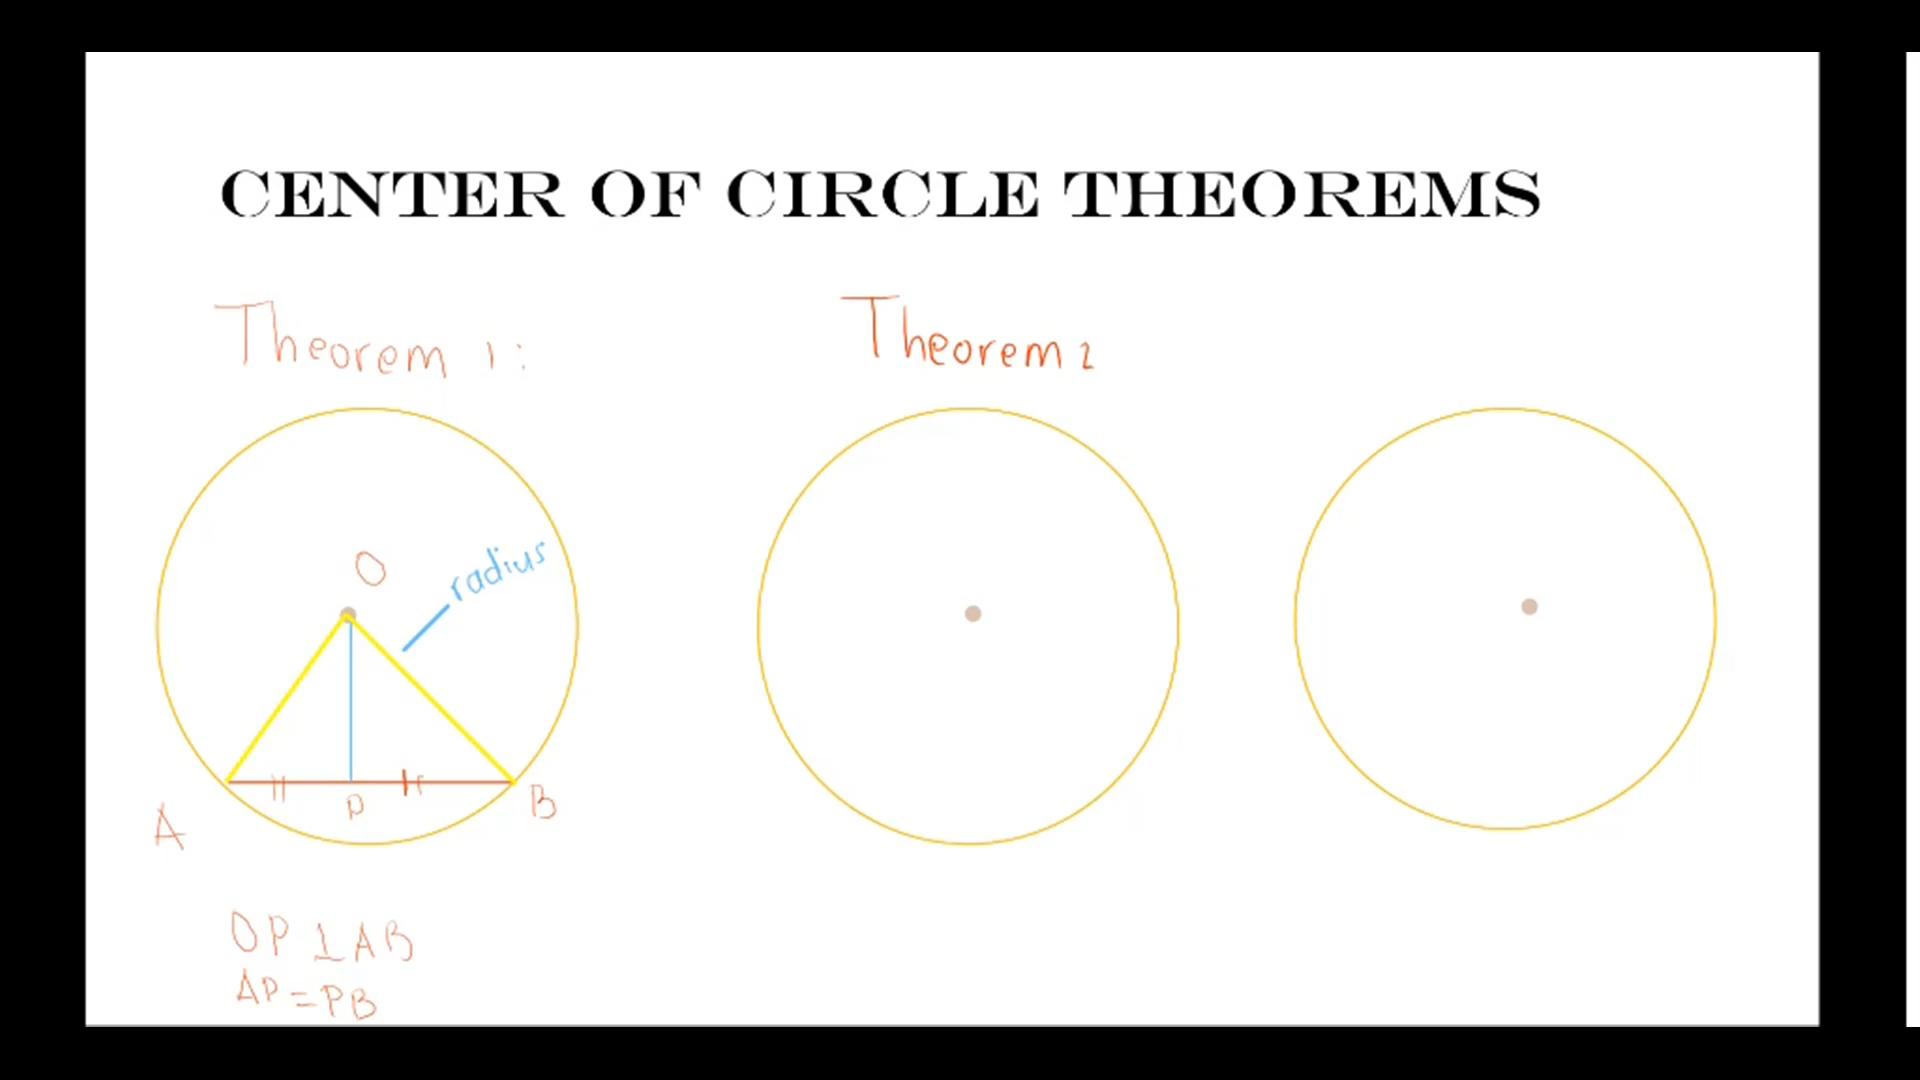 CENTER OF CIRCLE THEOREMS
Theorem 1:
Theorem 2
O
radius
A
P
B
OP ⊥ AB
AP = PB